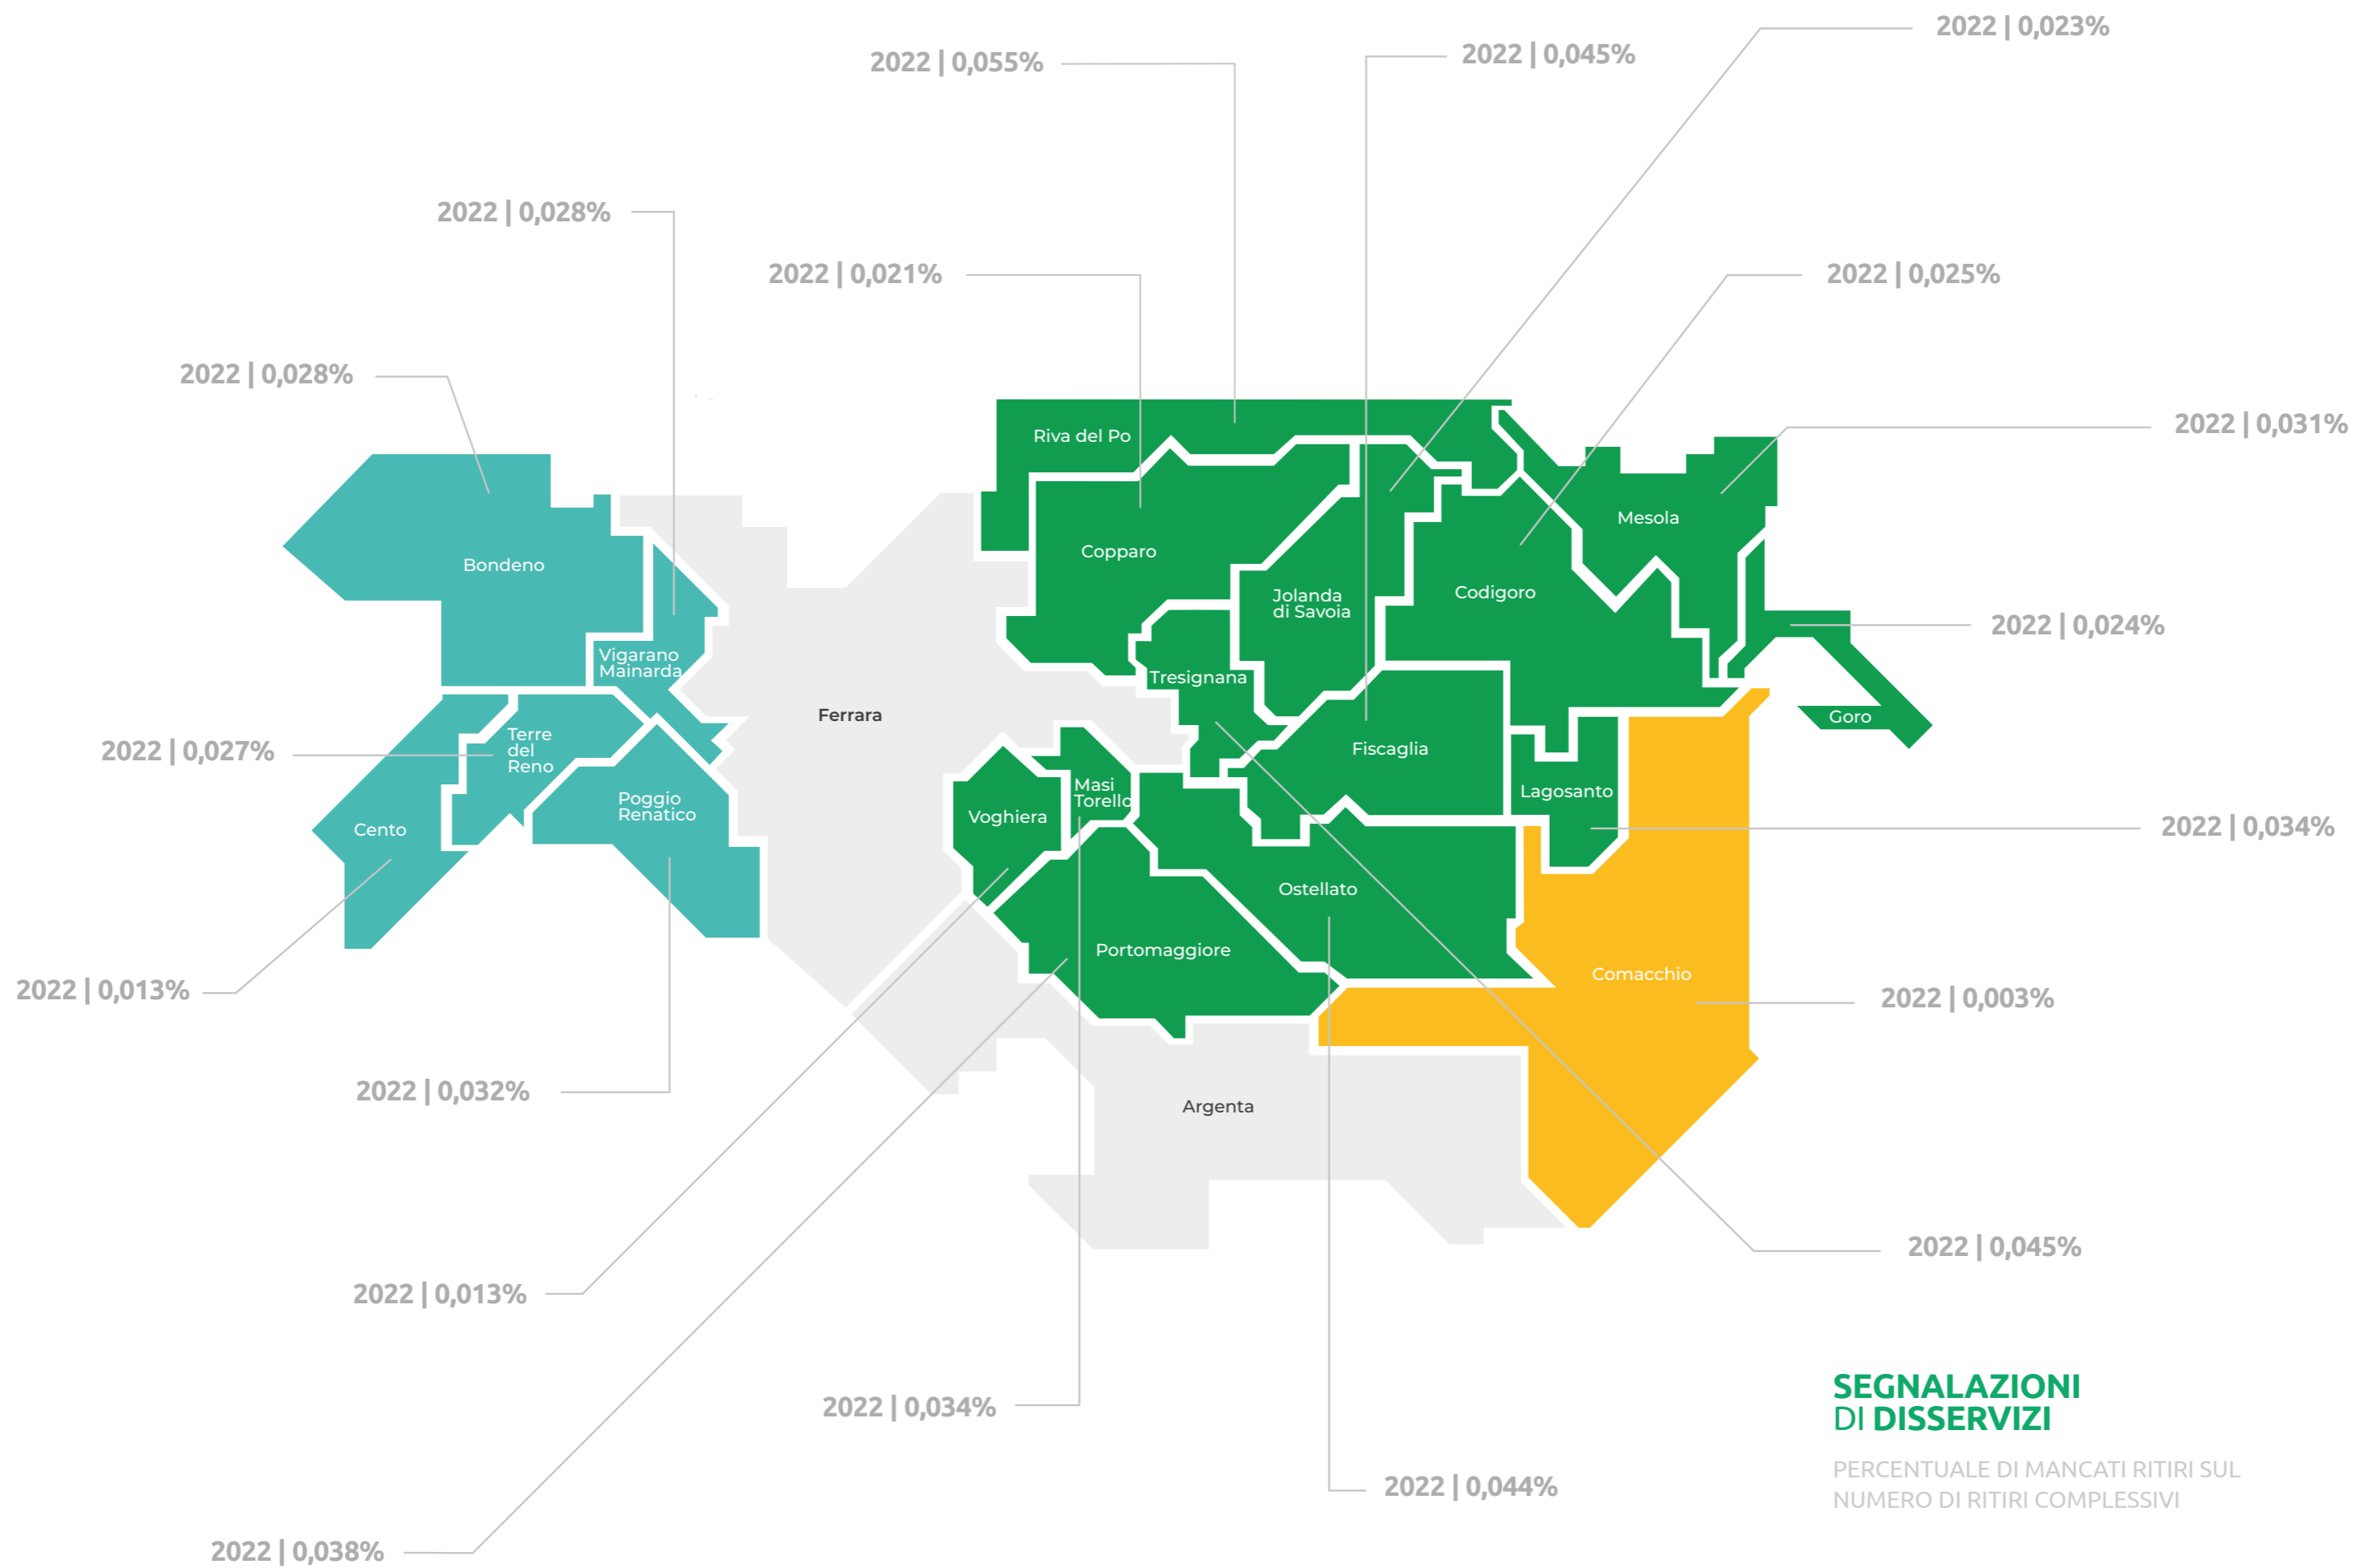 2022 | 0,023%
2022 | 0,045%
2022 | 0,055%
2022 | 0,028%
2022 | 0,021%
2022 | 0,025%
2022 | 0,028%
2022 | 0,031%
Riva del Po
Mesola
Copparo
Bondeno
Codigoro
Jolanda
di Savoia
2022 | 0,024%
Vigarano
Mainarda
Tresignana
Ferrara
Goro
Terre
del
Reno
2022 | 0,027%
Fiscaglia
Masi
Torello
Lagosanto
Poggio
Renatico
Voghiera
Cento
2022 | 0,034%
Ostellato
Portomaggiore
Comacchio
2022 | 0,013%
2022 | 0,003%
2022 | 0,032%
Argenta
2022 | 0,045%
2022 | 0,013%
2022 | 0,034%
2022 | 0,044%
2022 | 0,038%
SEGNALAZIONI
DI DISSERVIZI
PERCENTUALE DI MANCATI RITIRI SUL
NUMERO DI RITIRI COMPLESSIVI